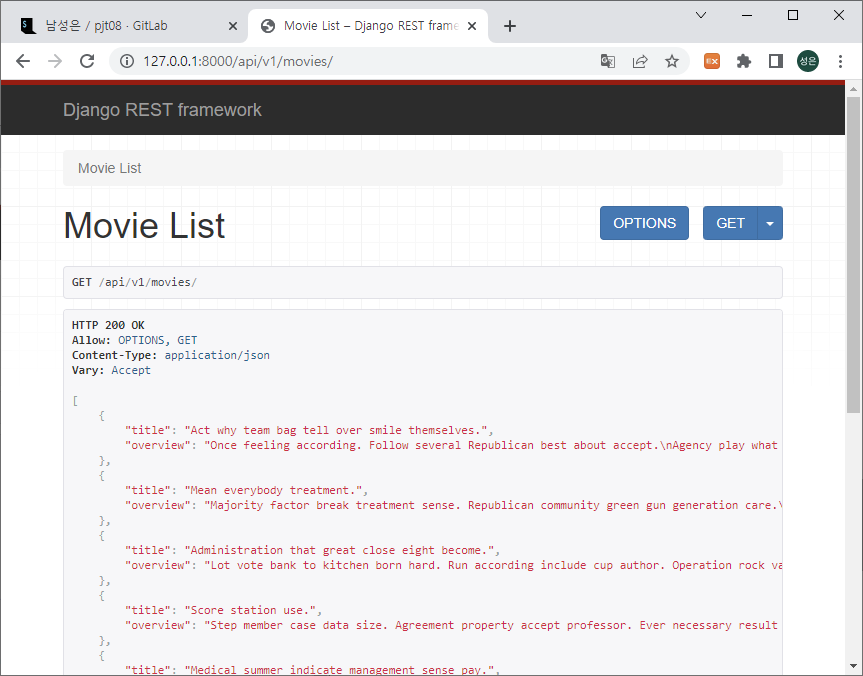 남성은 / pjt08 · GitLab
Movie List – Django REST frame
127.0.0.1:8000/api/v1/movies/
성은
Django REST framework
Movie List
Movie List
OPTIONS
GET
GET /api/v1/movies/
HTTP 200 OK
Allow: OPTIONS, GET
Content-Type: application/json
Vary: Accept
[
{
"title": "Act why team bag tell over smile themselves.",
"overview": "Once feeling according. Follow several Republican best about accept.\nAgency play what
},
{
"title": "Mean everybody treatment.",
"overview": "Majority factor break treatment sense. Republican community green gun generation care.\
},
{
"title": "Administration that great close eight become.",
"overview": "Lot vote bank to kitchen born hard. Run according include cup author. Operation rock va
},
{
"title": "Score station use.",
"overview": "Step member case data size. Agreement property accept professor. Ever necessary result
},
{
"title": "Medical summer indicate management sense pay.",